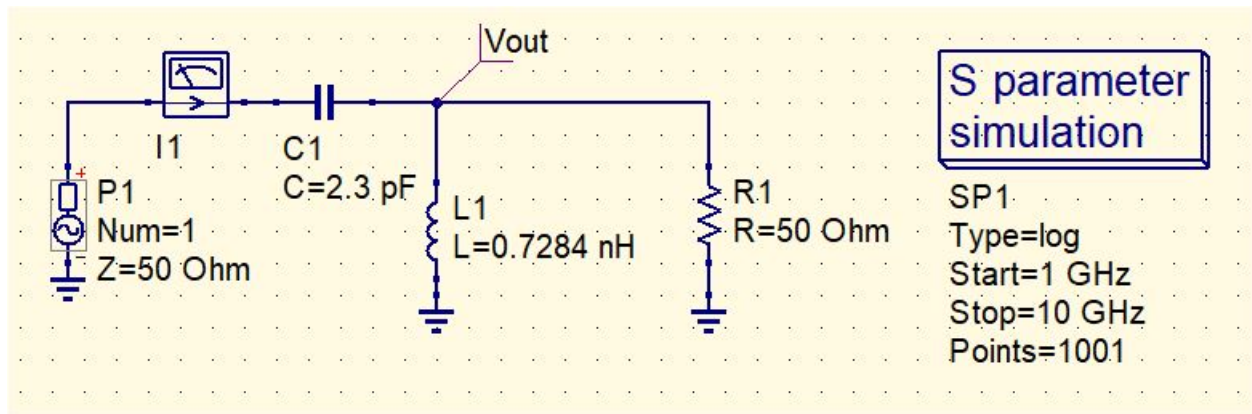 Vout
I1
C1
C=2.3 pF
P1
Num=1
Z=50 Ohm
L1
L=0.7284 nH
R1
R=50 Ohm
S parameter
simulation
SP1
Type=log
Start=1 GHz
Stop=10 GHz
Points=1001